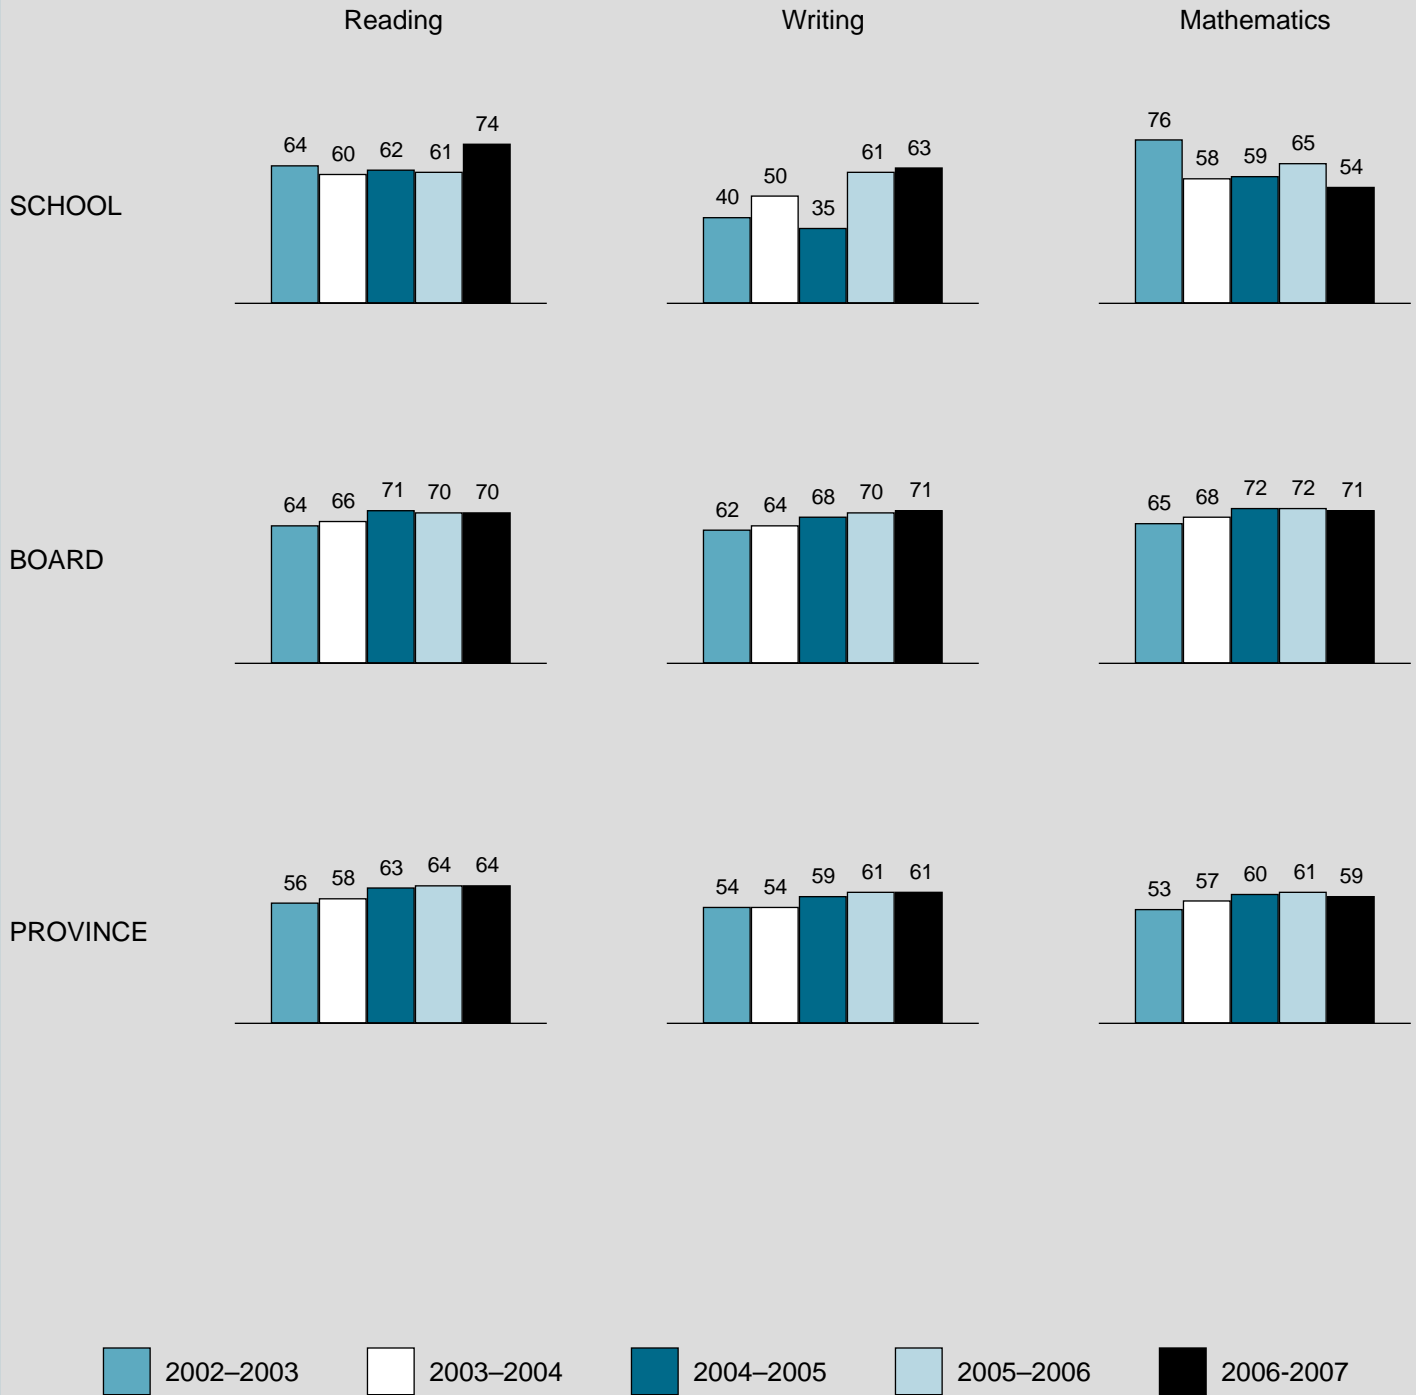 Reading Writing Mathematics
SCHOOL
64 60 62 61 74
40 50 35 61 63
76 58 59 65 54
BOARD
64 66 71 70 70
62 64 68 70 71
65 68 72 72 71
PROVINCE
56 58 63 64 64
54 54 59 61 61
53 57 60 61 59
2002–2003 2003–2004 2004–2005 2005–2006 2006-2007